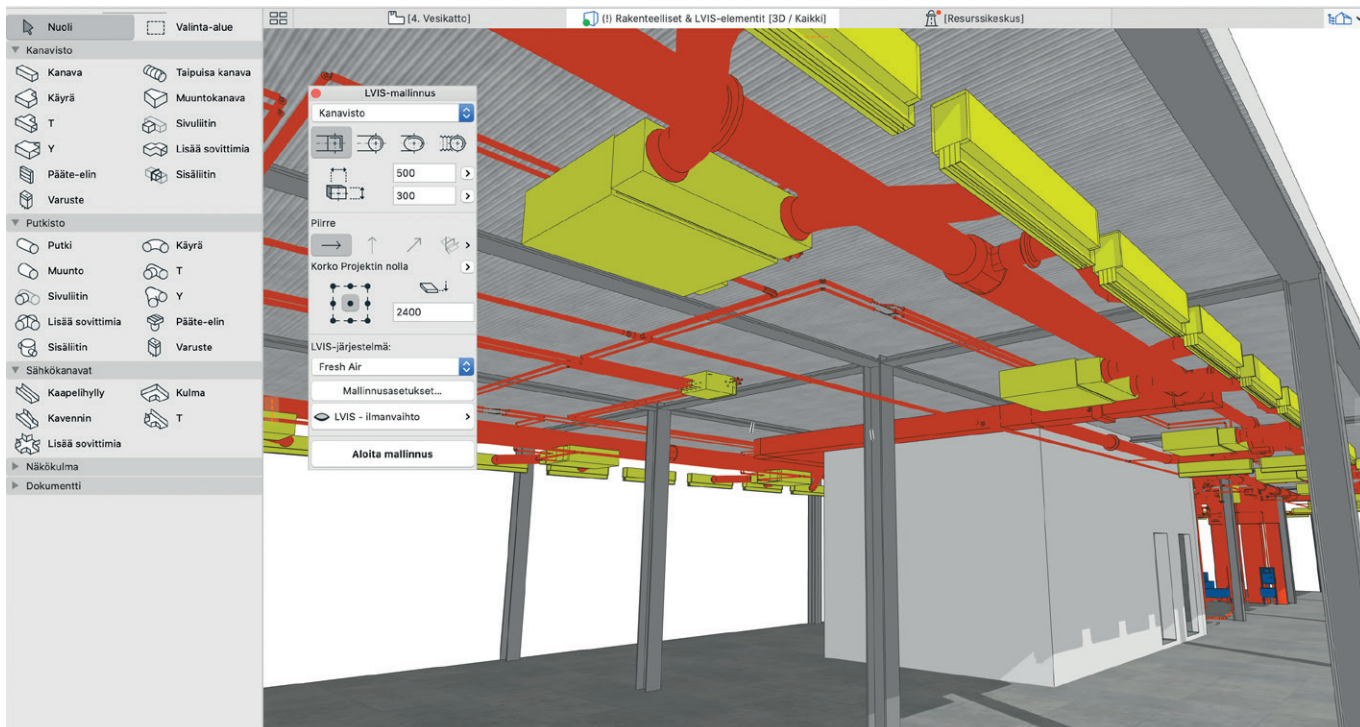 Nuoli Valinta-alue
Kanavisto
Kanava Taipuisa kanava
Käyrä Muuntokanava
T Sivuliitin
Y Lisää sovittimia
Pääte-elin Sisäliitin
Varuste
Putkisto
Putki Käyrä
Muunto T
Sivuliitin Y
Lisää sovittimia Pääte-elin
Sisäliitin Varuste
Sähkökanavat
Kaapelihylly Kulma
Kavennin T
Lisää sovittimia
Näkökulma
Dokumentti
[4. Vesikatto] (!) Rakenteelliset & LVIS-elementit [3D / Kaikki] [Resurssikeskus]
LVIS-mallinnus
Kanavisto
500
300
Piirre
Korko Projektin nolla
2400
LVIS-järjestelmä:
Fresh Air
Mallinnusasetukset...
LVIS - ilmanvaihto
Aloita mallinnus